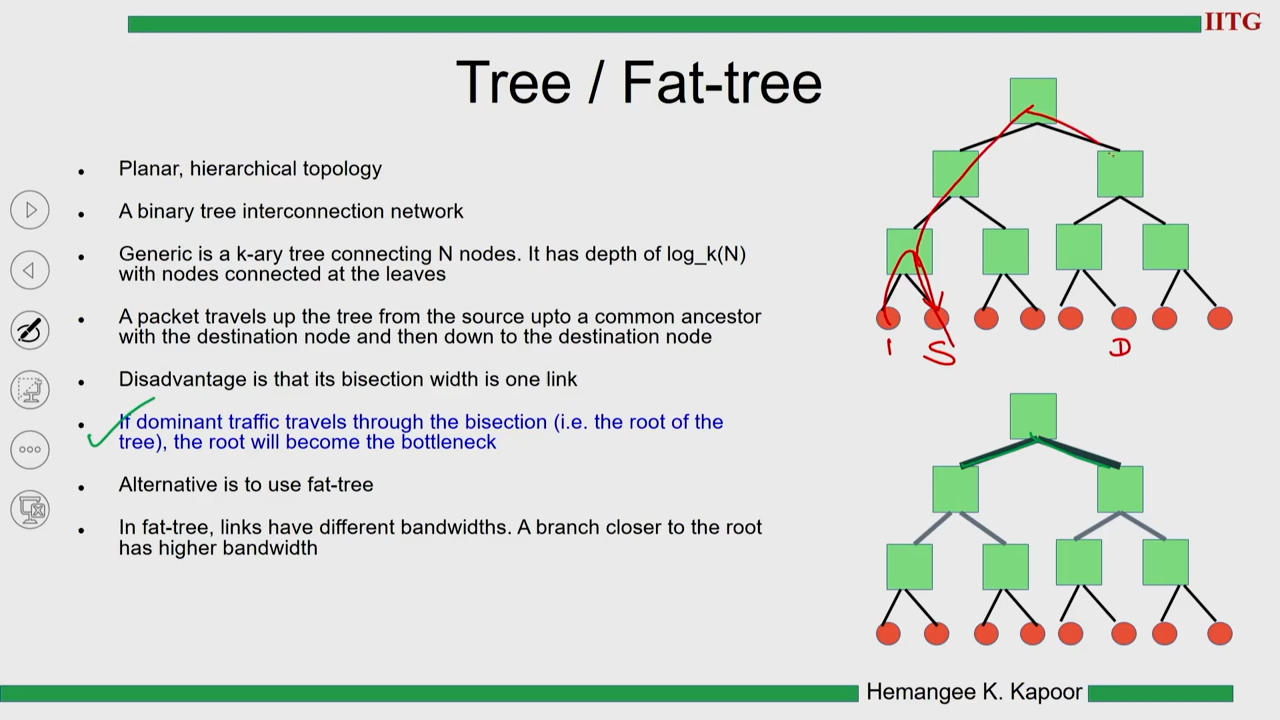 IITG
Tree / Fat-tree
• Planar, hierarchical topology
• A binary tree interconnection network
• Generic is a k-ary tree connecting N nodes. It has depth of log_k(N)
with nodes connected at the leaves
• A packet travels up the tree from the source upto a common ancestor
with the destination node and then down to the destination node
• Disadvantage is that its bisection width is one link
• If dominant traffic travels through the bisection (i.e. the root of the
tree), the root will become the bottleneck
• Alternative is to use fat-tree
• In fat-tree, links have different bandwidths. A branch closer to the root
has higher bandwidth
1 S D
Hemangee K. Kapoor